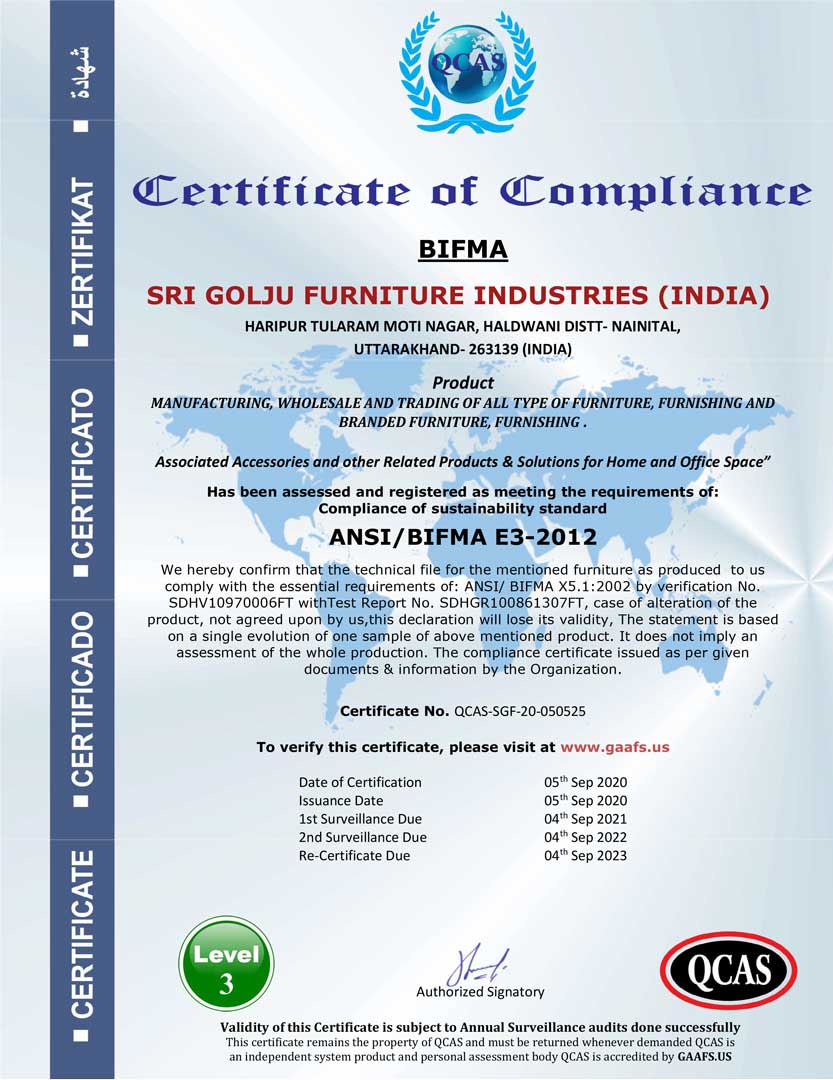 QCAS
شهادة
ZERTIFIKAT
CERTIFICATO
CERTIFICADO
CERTIFICATE
Certificate of Compliance
BIFMA
SRI GOLJU FURNITURE INDUSTRIES (INDIA)
HARIPUR TULARAM MOTI NAGAR, HALDWANI DISTT- NAINITAL,
UTTARAKHAND- 263139 (INDIA)
Product
MANUFACTURING, WHOLESALE AND TRADING OF ALL TYPE OF FURNITURE, FURNISHING AND
BRANDED FURNITURE, FURNISHING .
Associated Accessories and other Related Products & Solutions for Home and Office Space”
Has been assessed and registered as meeting the requirements of:
Compliance of sustainability standard
ANSI/BIFMA E3-2012
We hereby confirm that the technical file for the mentioned furniture as produced to us
comply with the essential requirements of: ANSI/ BIFMA X5.1:2002 by verification No.
SDHV10970006FT withTest Report No. SDHGR100861307FT, case of alteration of the
product, not agreed upon by us,this declaration will lose its validity, The statement is based
on a single evolution of one sample of above mentioned product. It does not imply an
assessment of the whole production. The compliance certificate issued as per given
documents & information by the Organization.
Certificate No. QCAS-SGF-20-050525
To verify this certificate, please visit at www.gaafs.us
Date of Certification 05th Sep 2020
Issuance Date 05th Sep 2020
1st Surveillance Due 04th Sep 2021
2nd Surveillance Due 04th Sep 2022
Re-Certificate Due 04th Sep 2023
Level
3
Authorized Signatory
QCAS
Validity of this Certificate is subject to Annual Surveillance audits done successfully
This certificate remains the property of QCAS and must be returned whenever demanded QCAS is
an independent system product and personal assessment body QCAS is accredited by GAAFS.US